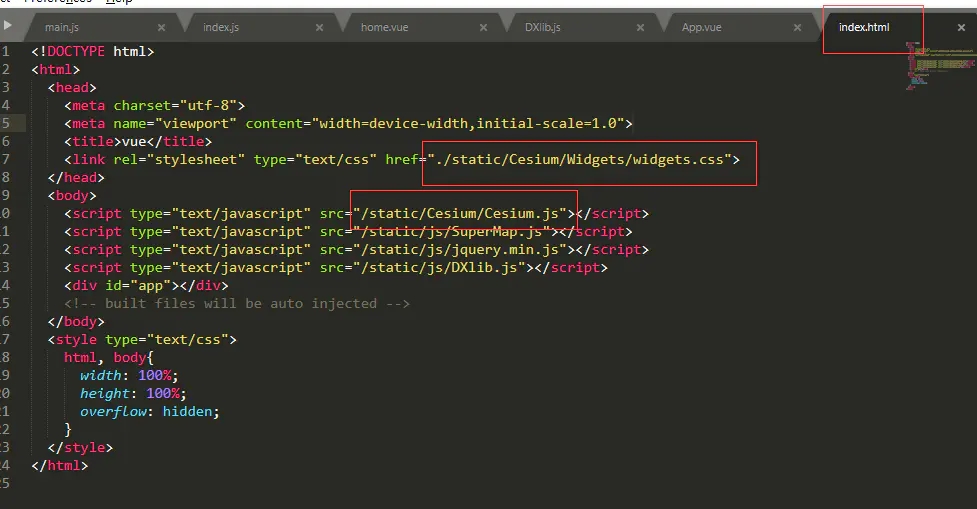 Preferences Help
main.js × index.js × home.vue × DXlib.js × App.vue × index.html ×
1 <!DOCTYPE html>
2 <html>
3 <head>
4 <meta charset="utf-8">
5 <meta name="viewport" content="width=device-width,initial-scale=1.0">
6 <title>vue</title>
7 <link rel="stylesheet" type="text/css" href="./static/Cesium/Widgets/widgets.css">
8 </head>
9 <body>
10 <script type="text/javascript" src="/static/Cesium/Cesium.js"></script>
11 <script type="text/javascript" src="/static/js/SuperMap.js"></script>
12 <script type="text/javascript" src="/static/js/jquery.min.js"></script>
13 <script type="text/javascript" src="/static/js/DXlib.js"></script>
14 <div id="app"></div>
15 <!-- built files will be auto injected -->
16 </body>
17 <style type="text/css">
18 html, body{
19 width: 100%;
20 height: 100%;
21 overflow: hidden;
22 }
23 </style>
24 </html>
25